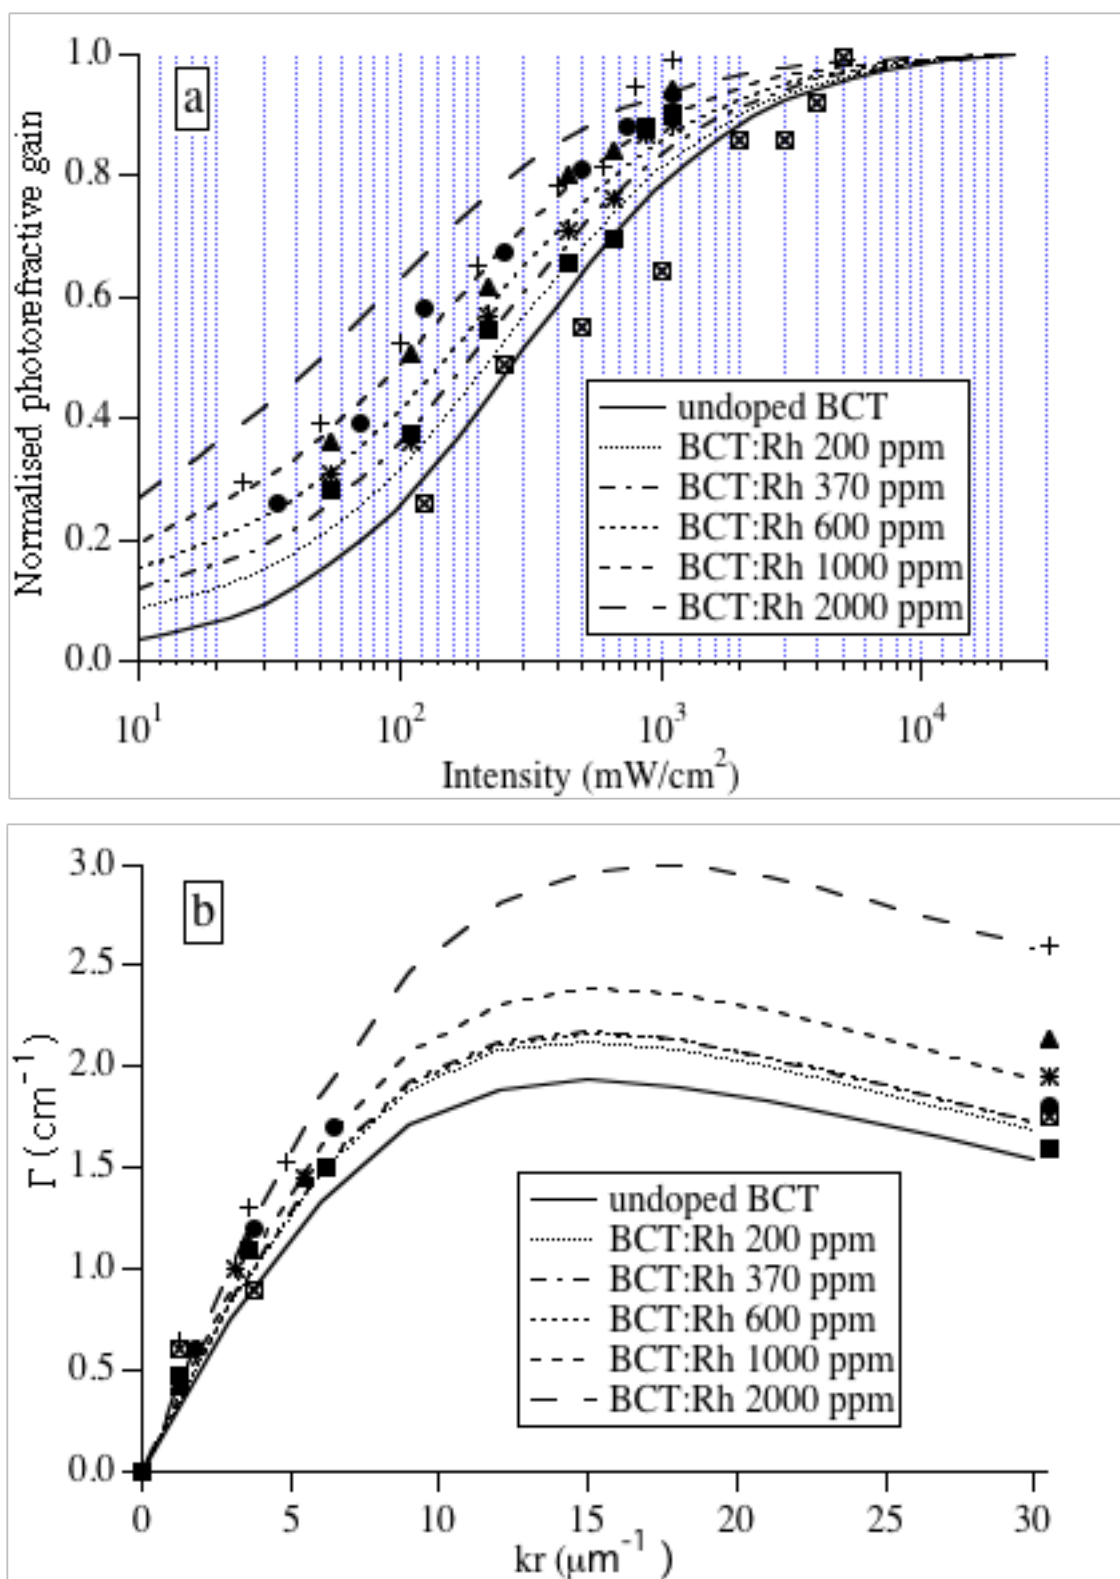 a
Normalised photorefractive gain
1.0
0.8
0.6
0.4
0.2
0.0
undoped BCT
BCT:Rh 200 ppm
BCT:Rh 370 ppm
BCT:Rh 600 ppm
BCT:Rh 1000 ppm
BCT:Rh 2000 ppm
10¹ 10² 10³ 10⁴
Intensity (mW/cm²)
b
Γ (cm⁻¹)
3.0
2.5
2.0
1.5
1.0
0.5
0.0
undoped BCT
BCT:Rh 200 ppm
BCT:Rh 370 ppm
BCT:Rh 600 ppm
BCT:Rh 1000 ppm
BCT:Rh 2000 ppm
0 5 10 15 20 25 30
kr (μm⁻¹)